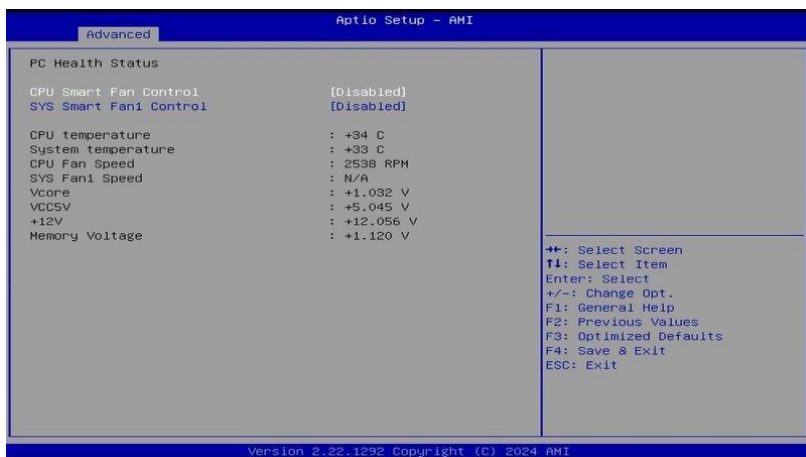 Aptio Setup - AMI
Advanced
PC Health Status
CPU Smart Fan Control [Disabled]
SYS Smart Fan1 Control [Disabled]
CPU temperature : +34 C
System temperature : +33 C
CPU Fan Speed : 2538 RPM
SYS Fan1 Speed : N/A
Vcore : +1.032 V
VCC5V : +5.045 V
+12V : +12.056 V
Memory Voltage : +1.120 V
→←: Select Screen
↑↓: Select Item
Enter: Select
+/-: Change Opt.
F1: General Help
F2: Previous Values
F3: Optimized Defaults
F4: Save & Exit
ESC: Exit
Version 2.22.1292 Copyright (C) 2024 AMI